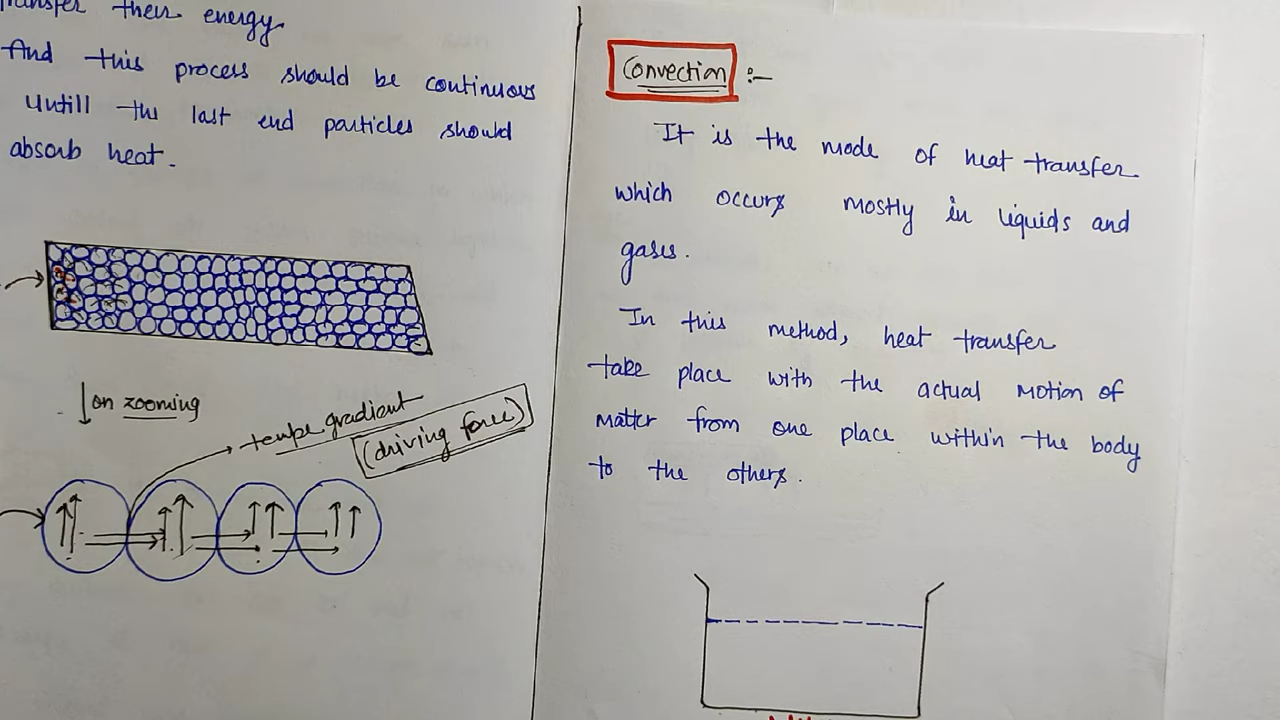 transfer their energy
And this process should be continuous
Untill the last end particles should
absorb heat.
on zooming
tempe gradient
(driving force)
Convection :-
It is the mode of heat transfer
which occurs mostly in liquids and
gases.
In this method, heat transfer
take place with the actual motion of
matter from one place within the body
to the others.